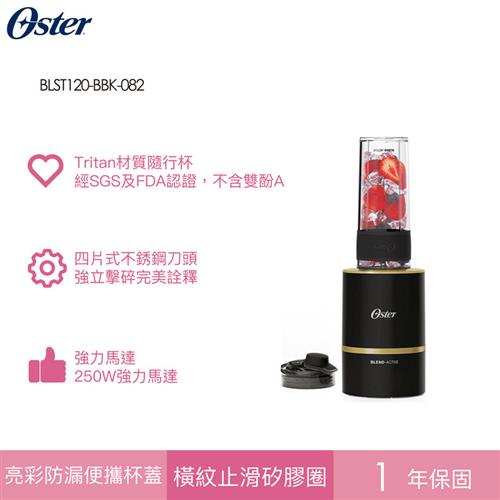 Oster
BLST120-BBK-082
Tritan材質隨行杯
經SGS及FDA認證，不含雙酚A
四片式不銹鋼刀頭
強立擊碎完美詮釋
強力馬達
250W強力馬達
Oster
BLEND-ACTIVE
亮彩防漏便攜杯蓋
橫紋止滑矽膠圈
1年保固